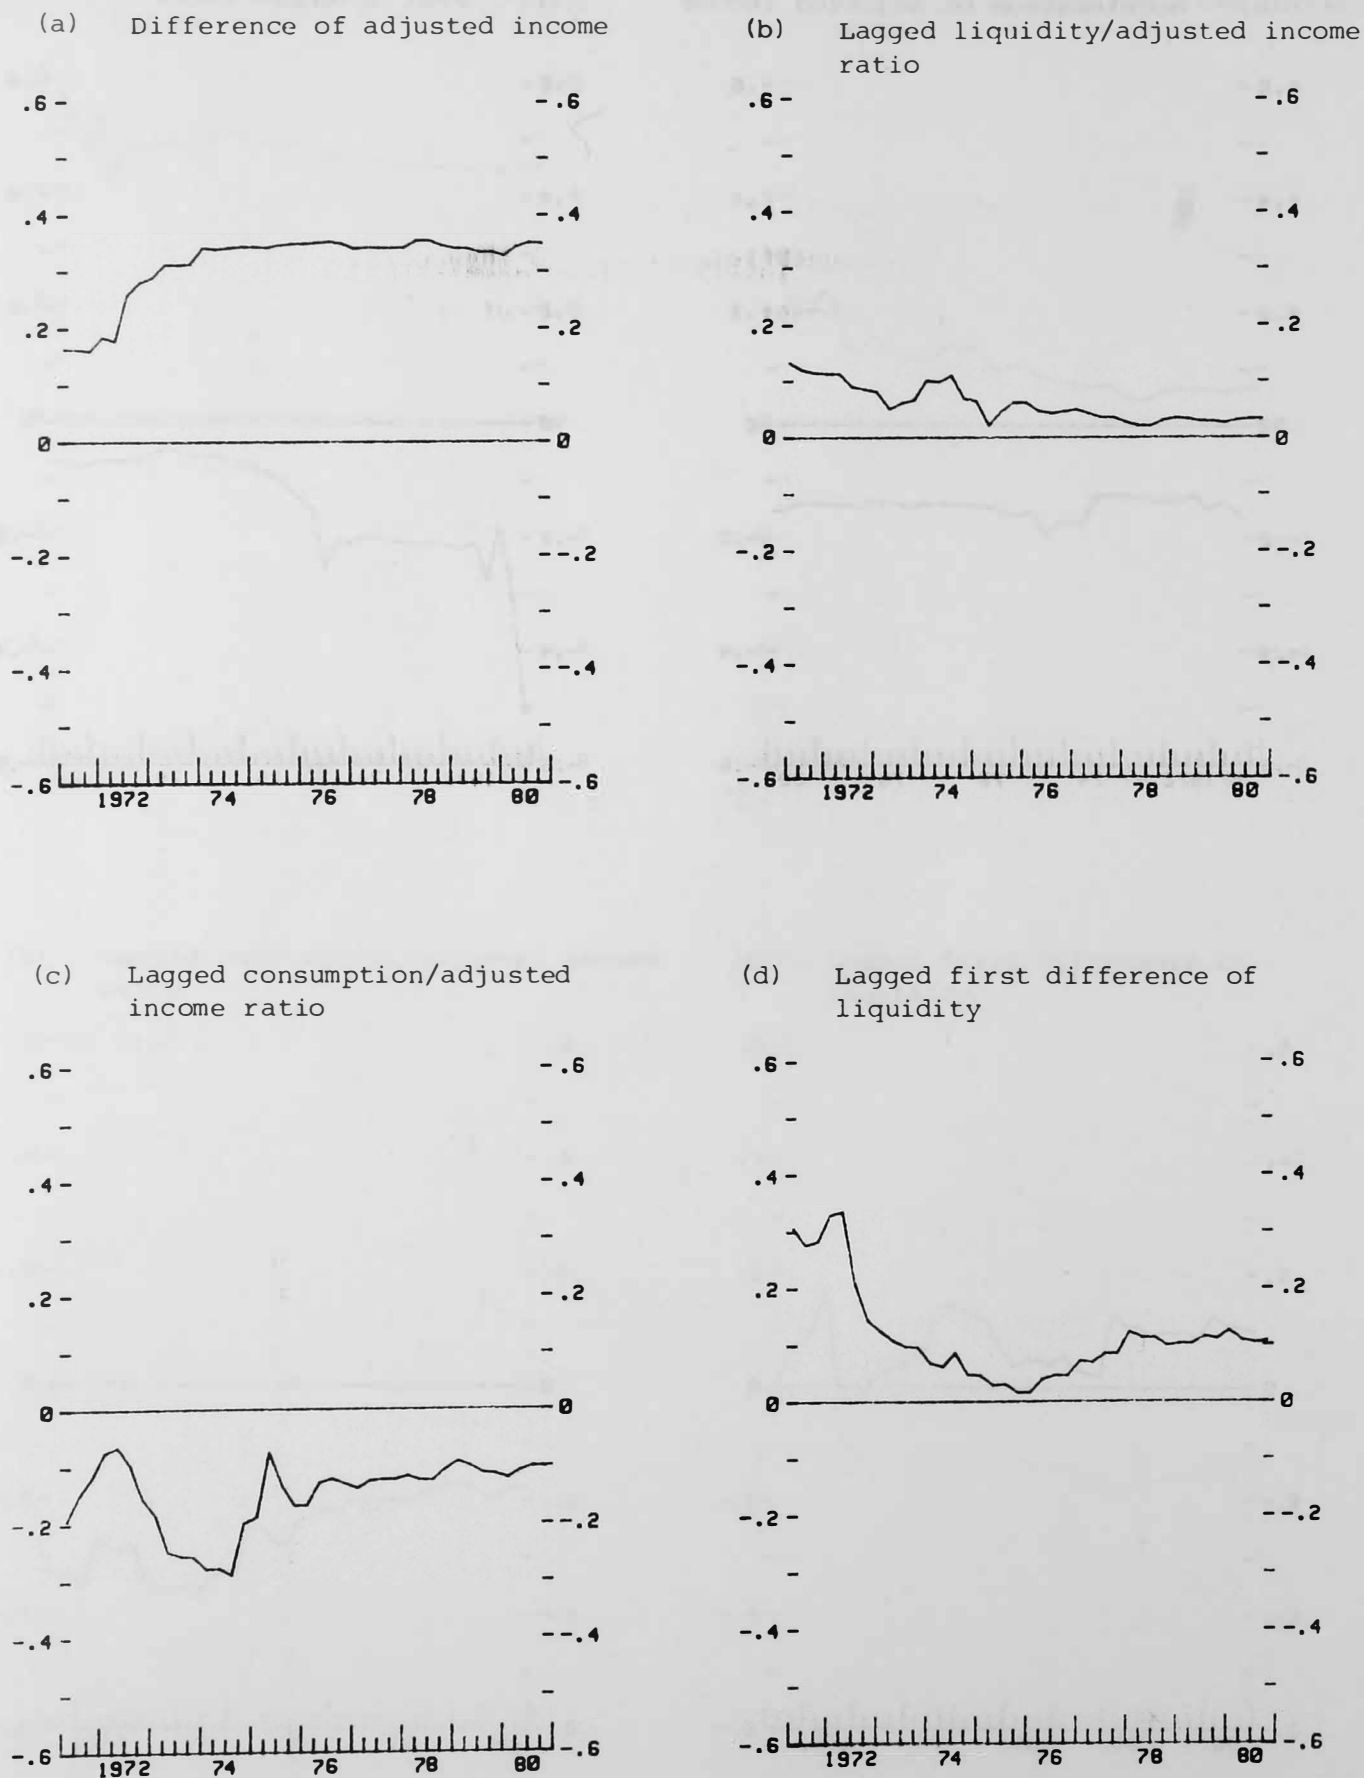 (a) Difference of adjusted income
.6 .6
.4 .4
.2 .2
0 0
-.2 -.2
-.4 -.4
-.6 -.6
1972 74 76 78 80
(b) Lagged liquidity/adjusted income
ratio
.6 .6
.4 .4
.2 .2
0 0
-.2 -.2
-.4 -.4
-.6 -.6
1972 74 76 78 80
(c) Lagged consumption/adjusted
income ratio
.6 .6
.4 .4
.2 .2
0 0
-.2 -.2
-.4 -.4
-.6 -.6
1972 74 76 78 80
(d) Lagged first difference of
liquidity
.6 .6
.4 .4
.2 .2
0 0
-.2 -.2
-.4 -.4
-.6 -.6
1972 74 76 78 80